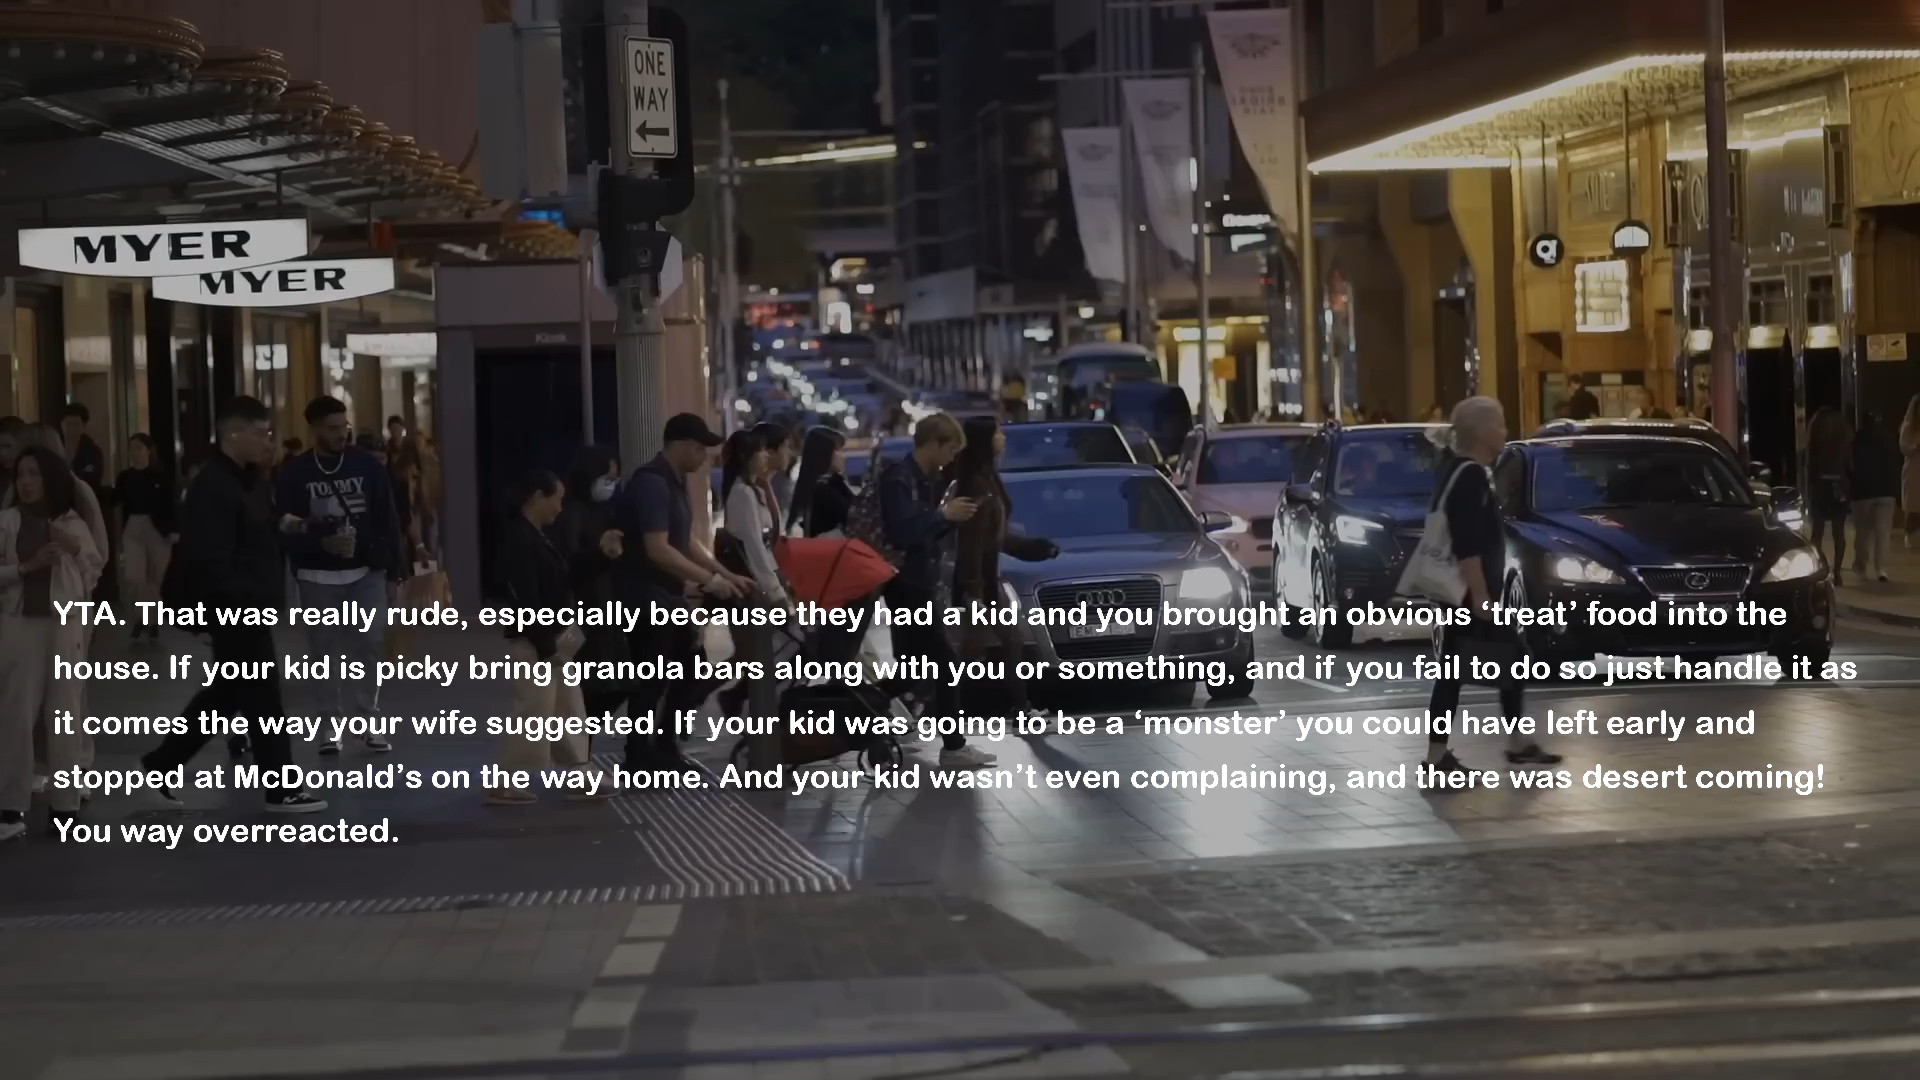 ONE
WAY
MYER
MYER
Kiosk
TOMMY
YTA. That was really rude, especially because they had a kid and you brought an obvious ‘treat’ food into the
house. If your kid is picky bring granola bars along with you or something, and if you fail to do so just handle it as
it comes the way your wife suggested. If your kid was going to be a ‘monster’ you could have left early and
stopped at McDonald’s on the way home. And your kid wasn’t even complaining, and there was desert coming!
You way overreacted.